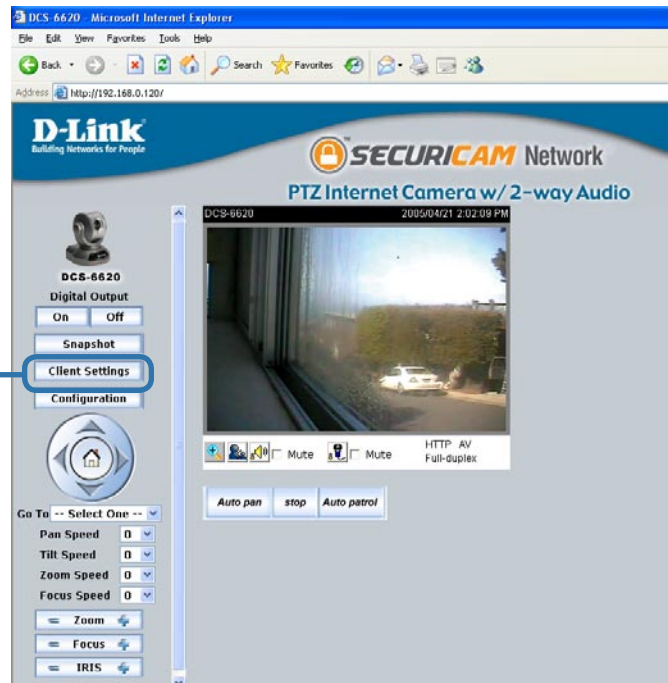 DCS-6620 - Microsoft Internet Explorer
File Edit View Favorites Tools Help
Back Search Favorites
Address http://192.168.0.120/
D-Link
Building Networks for People
SECURICAM Network
PTZ Internet Camera w/ 2-way Audio
DCS-6620
Digital Output
On Off
Snapshot
Client Settings
Configuration
Go To -- Select One --
Pan Speed 0
Tilt Speed 0
Zoom Speed 0
Focus Speed 0
Zoom
Focus
IRIS
DCS-6620 2005/04/21 2:02:09 PM
Mute Mute HTTP AV
Full-duplex
Auto pan stop Auto patrol